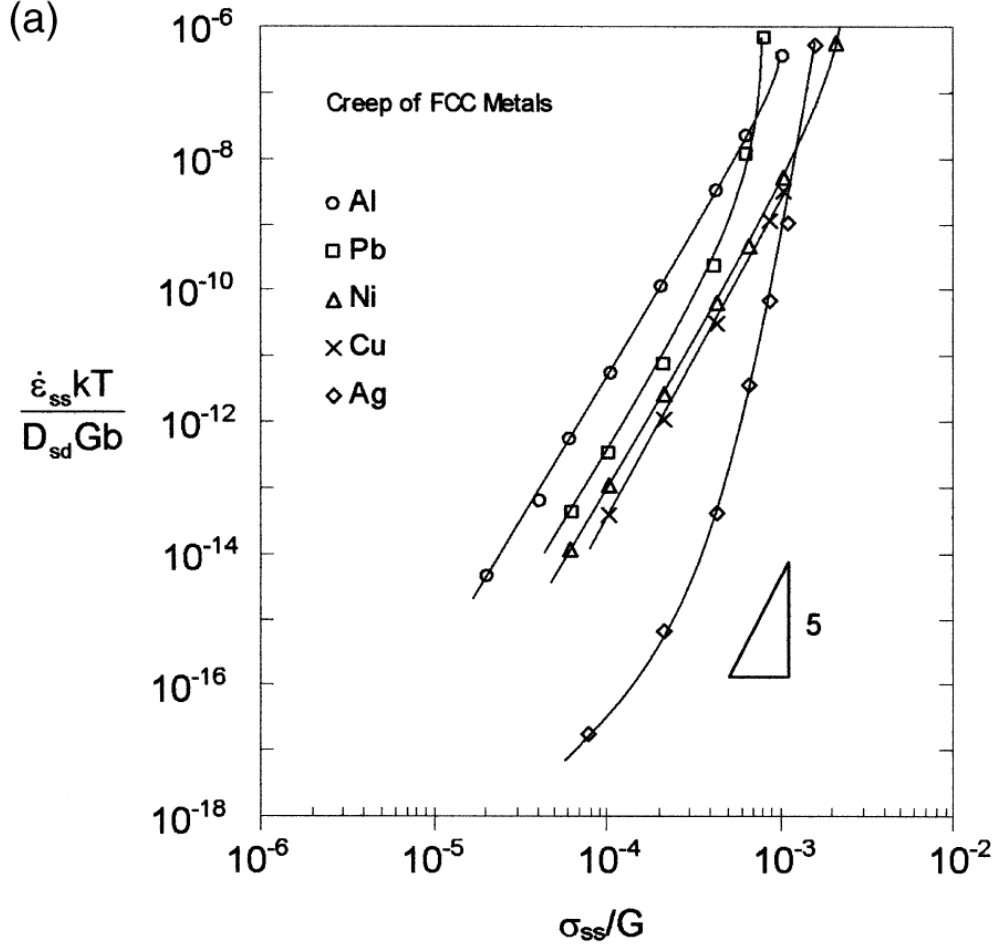 (a)
Creep of FCC Metals
Al
Pb
Ni
Cu
Ag
5
10⁻⁶
10⁻⁸
10⁻¹⁰
10⁻¹²
10⁻¹⁴
10⁻¹⁶
10⁻¹⁸
ε̇ₛₛkT
D_sdGb
10⁻⁶
10⁻⁵
10⁻⁴
10⁻³
10⁻²
σₛₛ/G